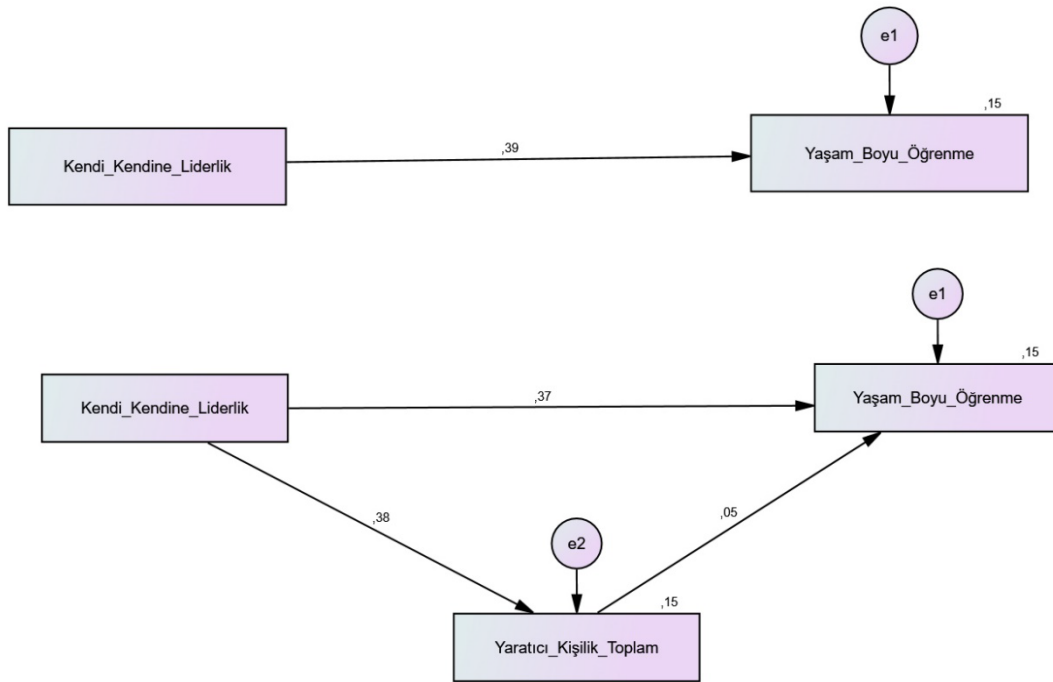 e1
,15
,39
Kendi_Kendine_Liderlik
Yaşam_Boyu_Öğrenme
e1
,15
,37
Kendi_Kendine_Liderlik
Yaşam_Boyu_Öğrenme
,38
,05
e2
,15
Yaratıcı_Kişilik_Toplam